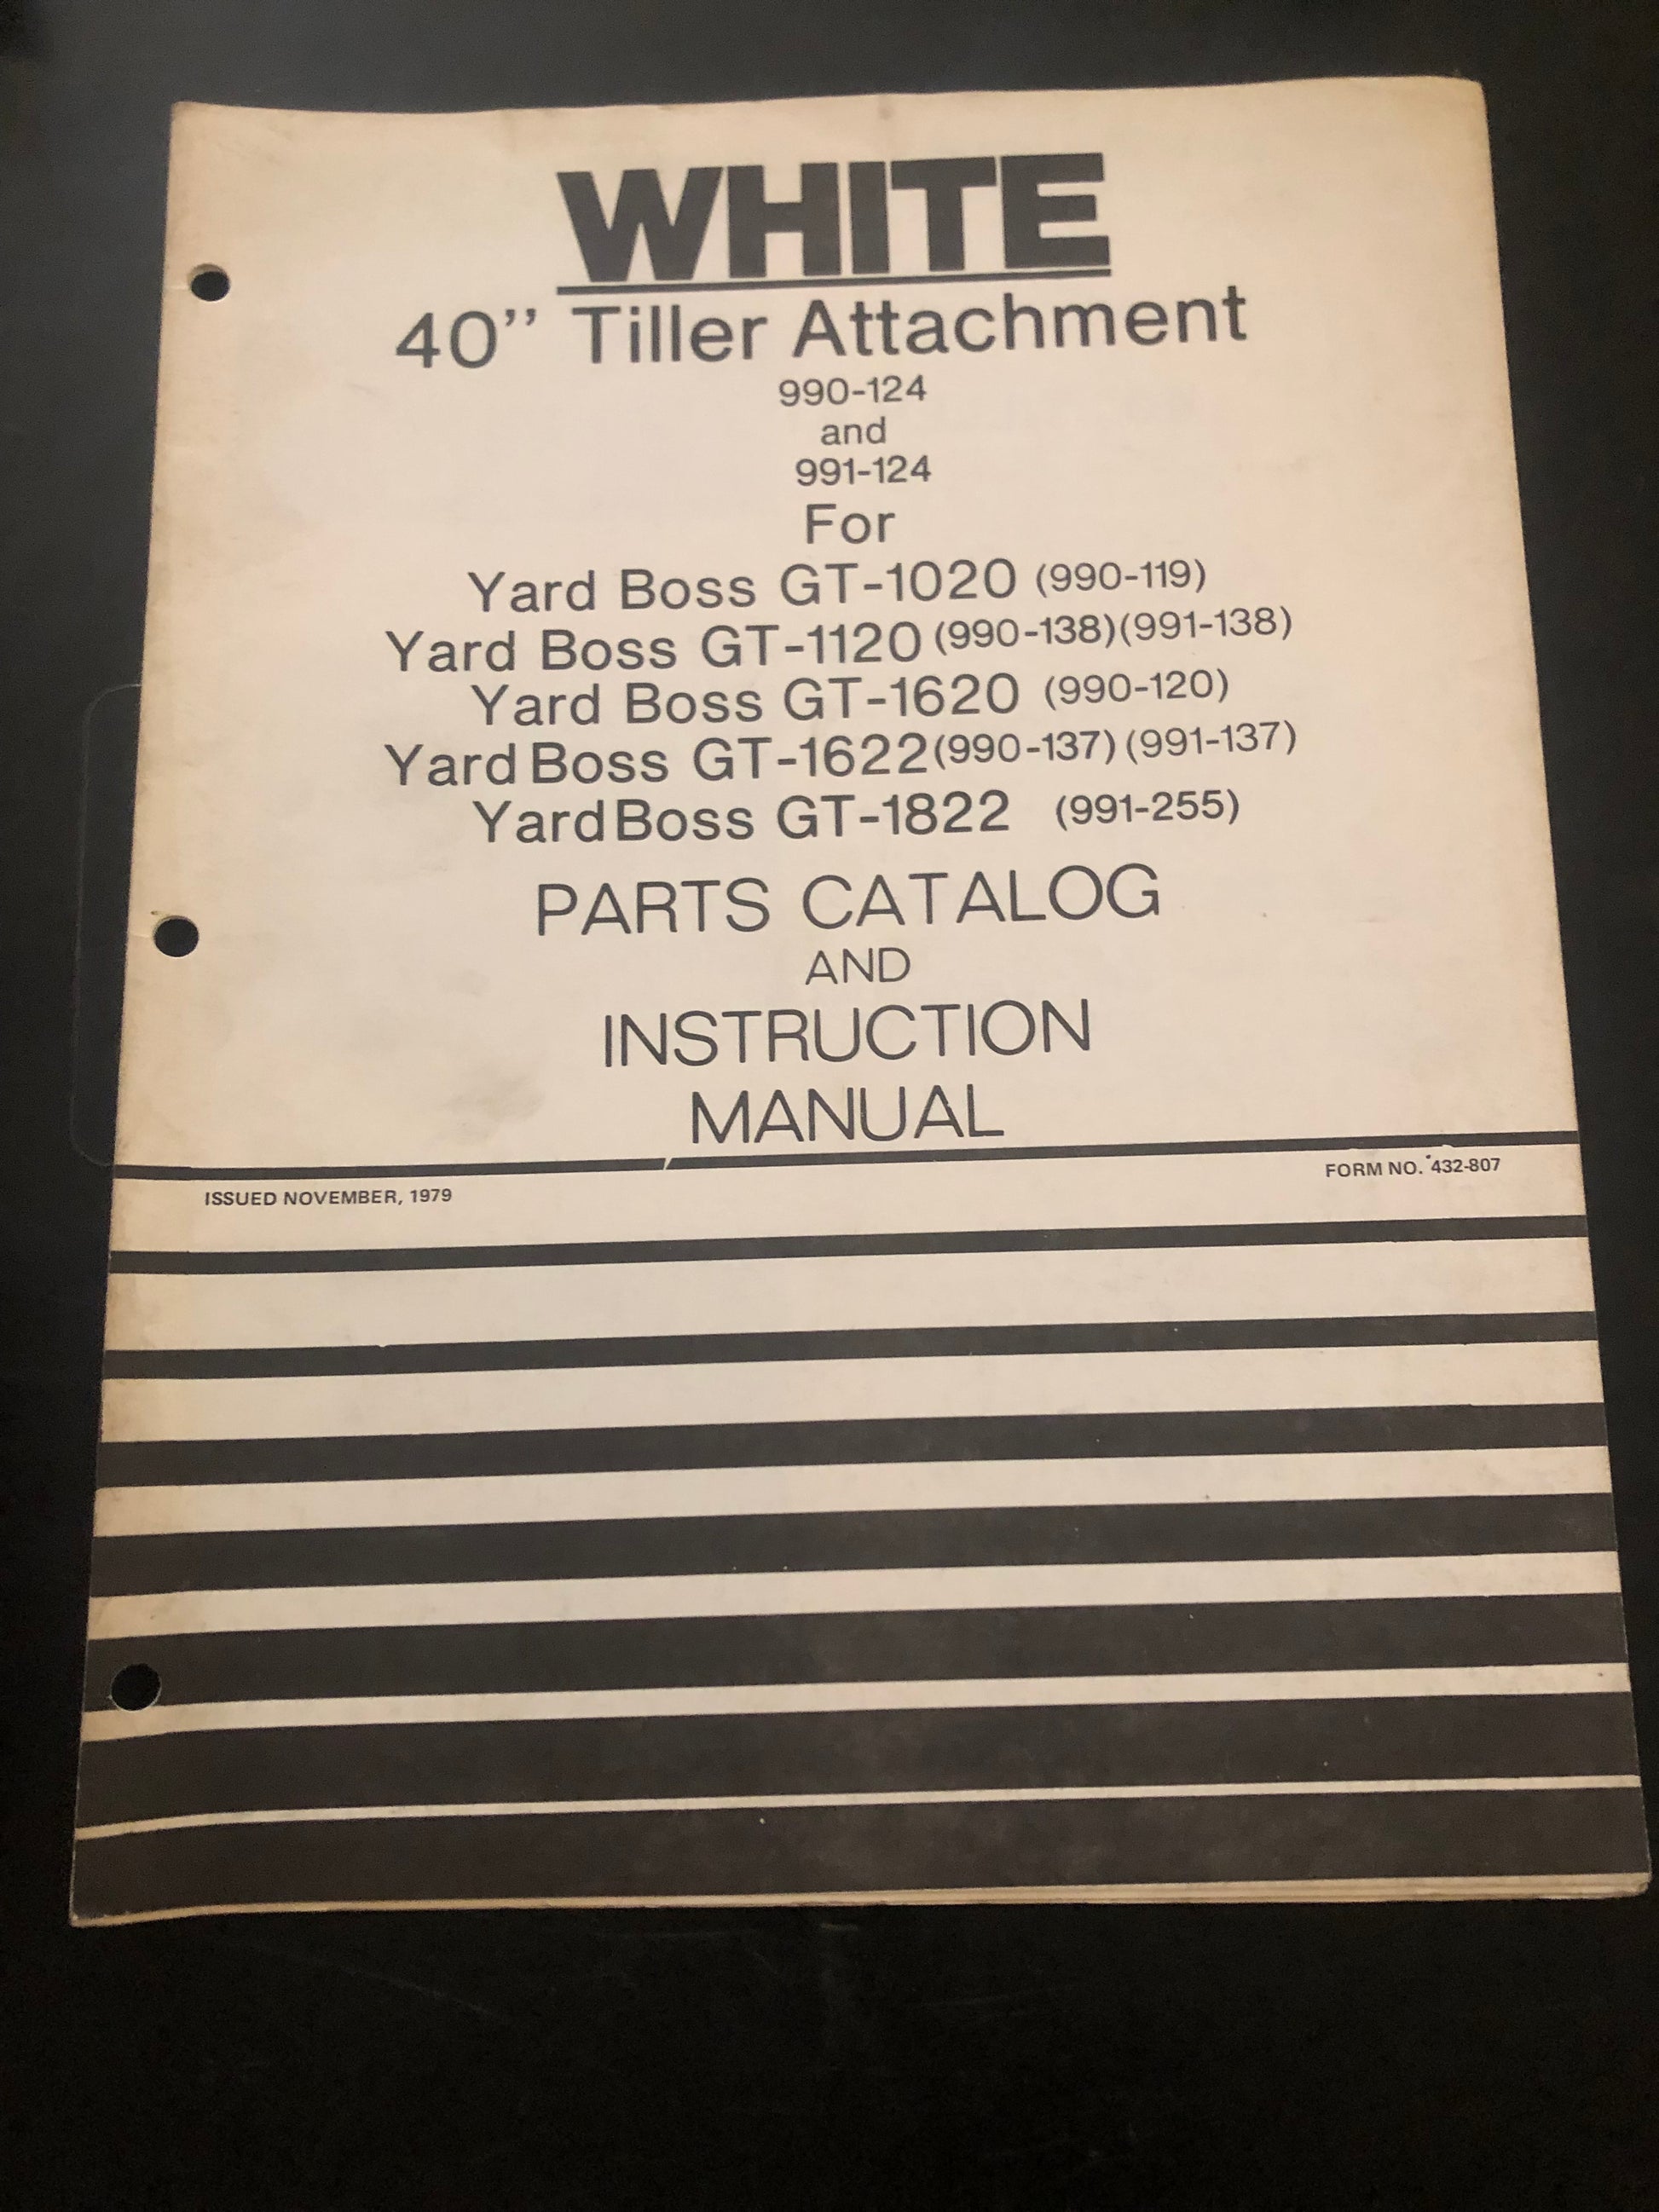 WHITE
40" Tiller Attachment
990-124
and
991-124
For
Yard Boss GT-1020 (990-119)
Yard Boss GT-1120 (990-138)(991-138)
Yard Boss GT-1620 (990-120)
Yard Boss GT-1622 (990-137) (991-137)
Yard Boss GT-1822 (991-255)
PARTS CATALOG
AND
INSTRUCTION
MANUAL
ISSUED NOVEMBER, 1979
FORM NO. 432-807